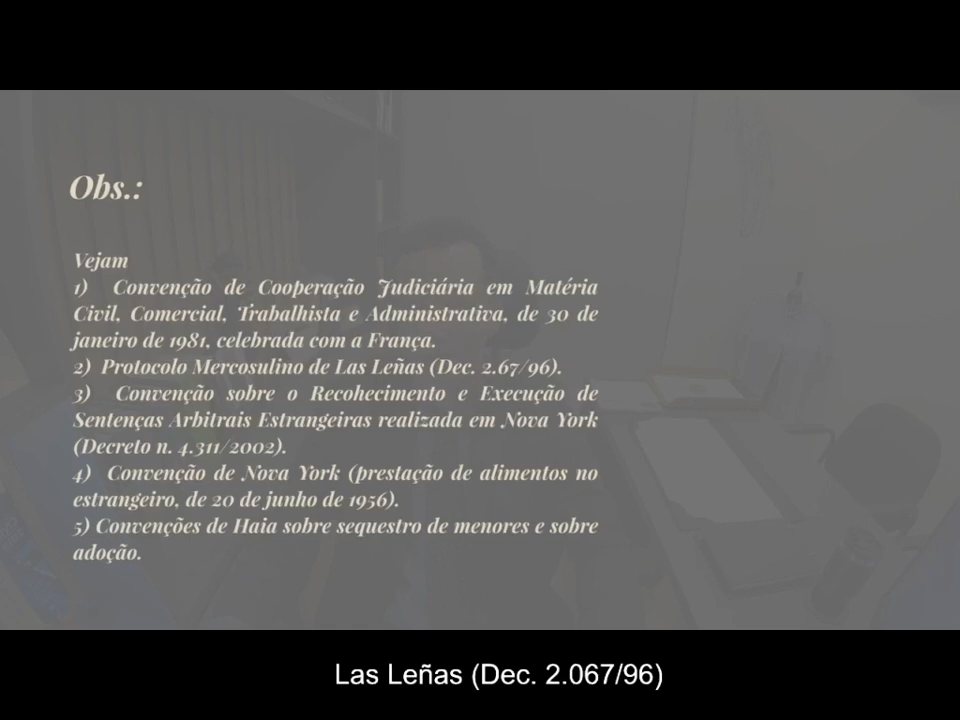 Obs.:
Vejam
1) Convenção de Cooperação Judiciária em Matéria
Civil, Comercial, Trabalhista e Administrativa, de 30 de
janeiro de 1981, celebrada com a França.
2) Protocolo Mercosulino de Las Leñas (Dec. 2.67/96).
3) Convenção sobre o Recohecimento e Execução de
Sentenças Arbitrais Estrangeiras realizada em Nova York
(Decreto n. 4.311/2002).
4) Convenção de Nova York (prestação de alimentos no
estrangeiro, de 20 de junho de 1956).
5) Convenções de Haia sobre sequestro de menores e sobre
adoção.
Las Leñas (Dec. 2.067/96)